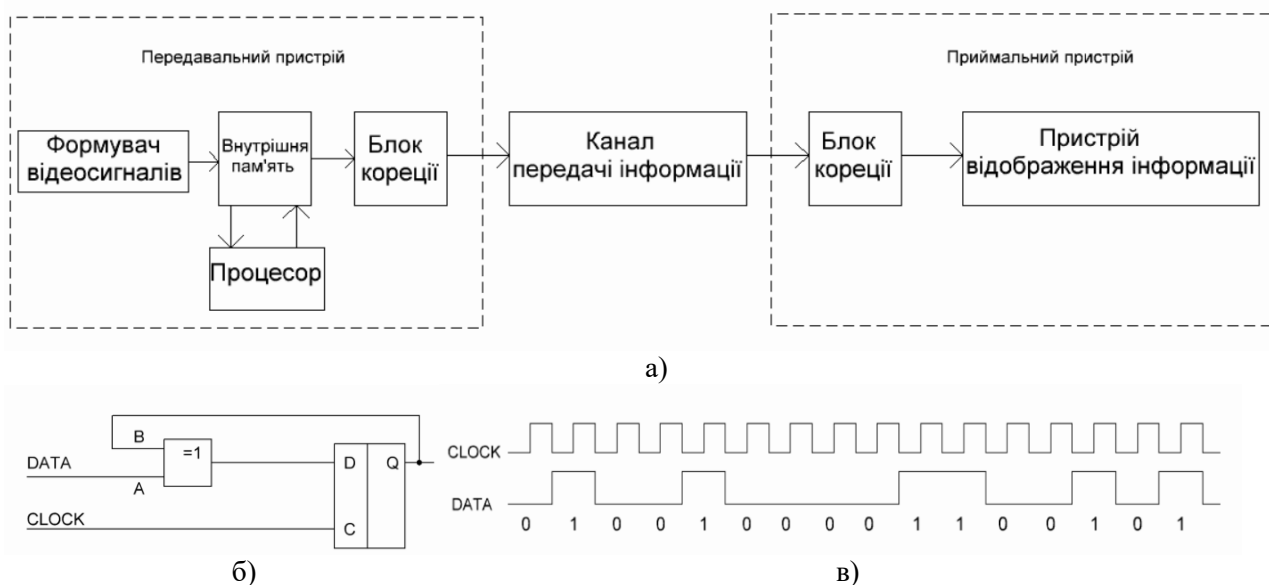 Передавальний пристрій
Приймальний пристрій
Формувач
відеосигналів
Внутрішня
пам'ять
Блок
кореції
Канал
передачі інформації
Блок
кореції
Пристрій
відображення інформації
Процесор
а)
B
=1
DATA
A
D Q
CLOCK
C
б)
CLOCK
DATA
0 1 0 0 1 0 0 0 0 1 1 0 0 1 0 1
в)